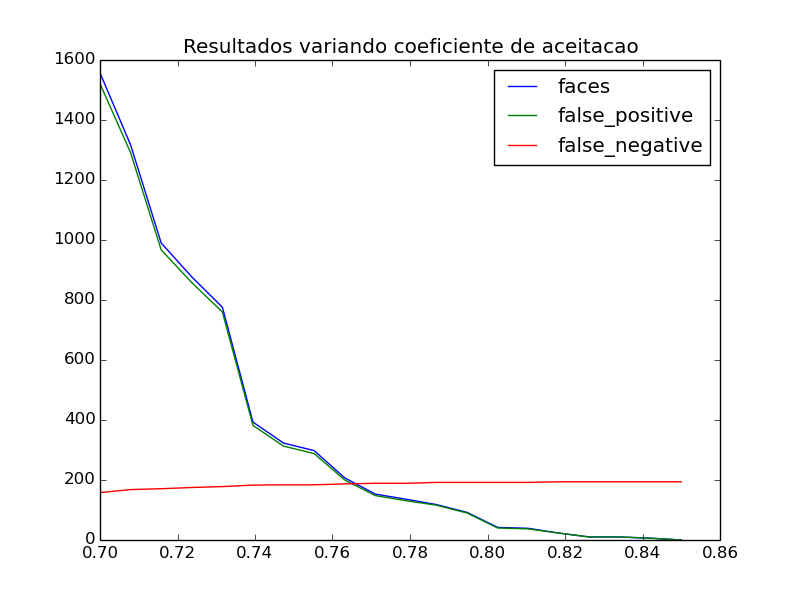 Resultados variando coeficiente de aceitacao
1600
1400
1200
1000
800
600
400
200
0
faces
false_positive
false_negative
0.70 0.72 0.74 0.76 0.78 0.80 0.82 0.84 0.86